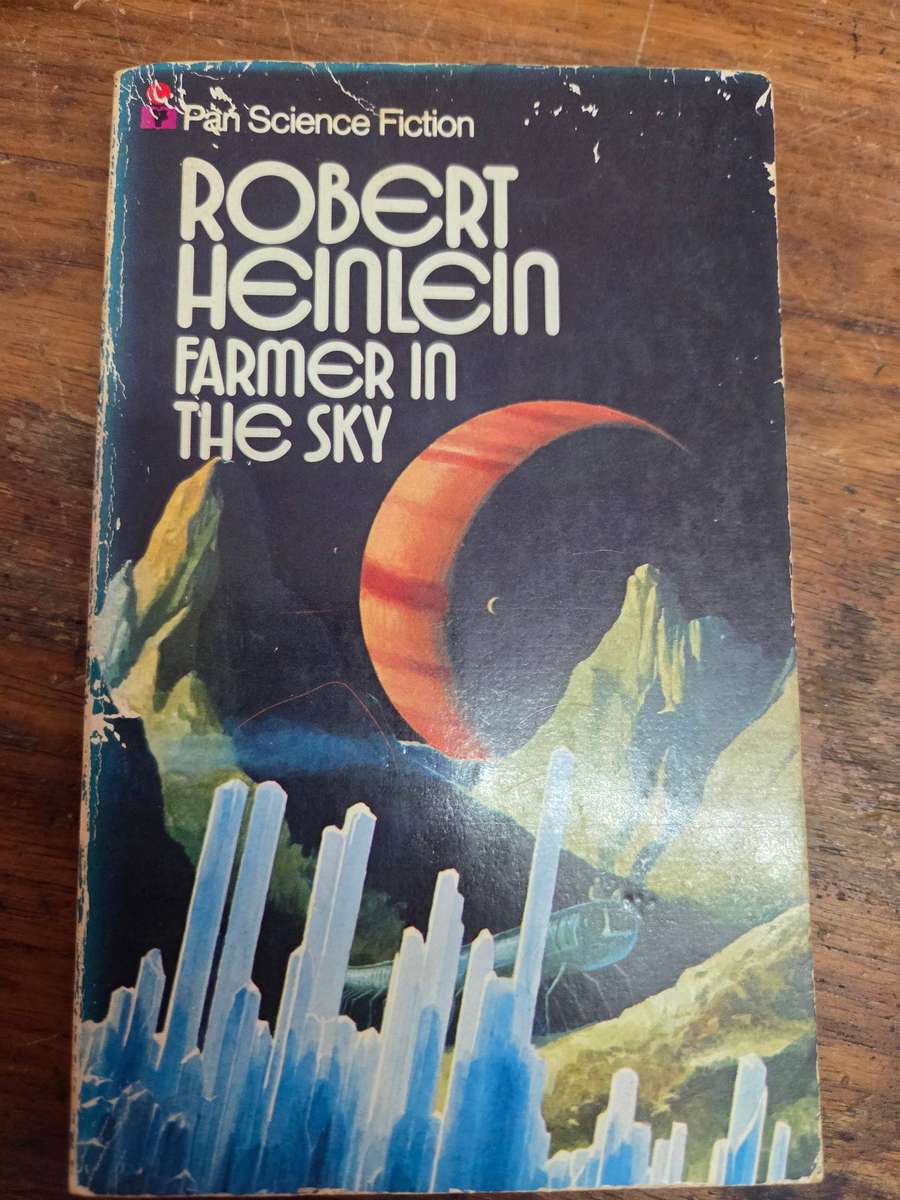 Pan Science Fiction
ROBERT
HEINLEIN
FARMER IN
THE SKY